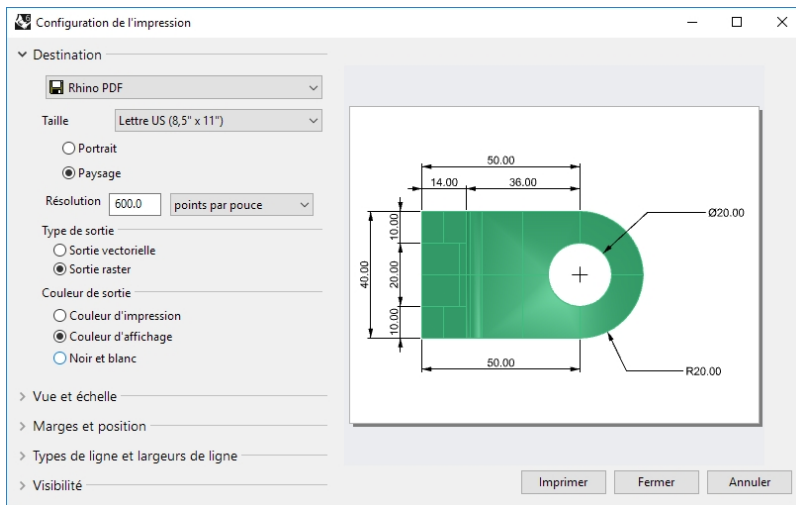 Configuration de l'impression
Destination
Rhino PDF
Taille
Lettre US (8,5" x 11")
Portrait
Paysage
Résolution
600.0
points par pouce
Type de sortie
Sortie vectorielle
Sortie raster
Couleur de sortie
Couleur d'impression
Couleur d'affichage
Noir et blanc
Vue et échelle
Marges et position
Types de ligne et largeurs de ligne
Visibilité
50.00
14.00
36.00
Ø20.00
10.00
40.00
20.00
10.00
50.00
R20.00
Imprimer
Fermer
Annuler